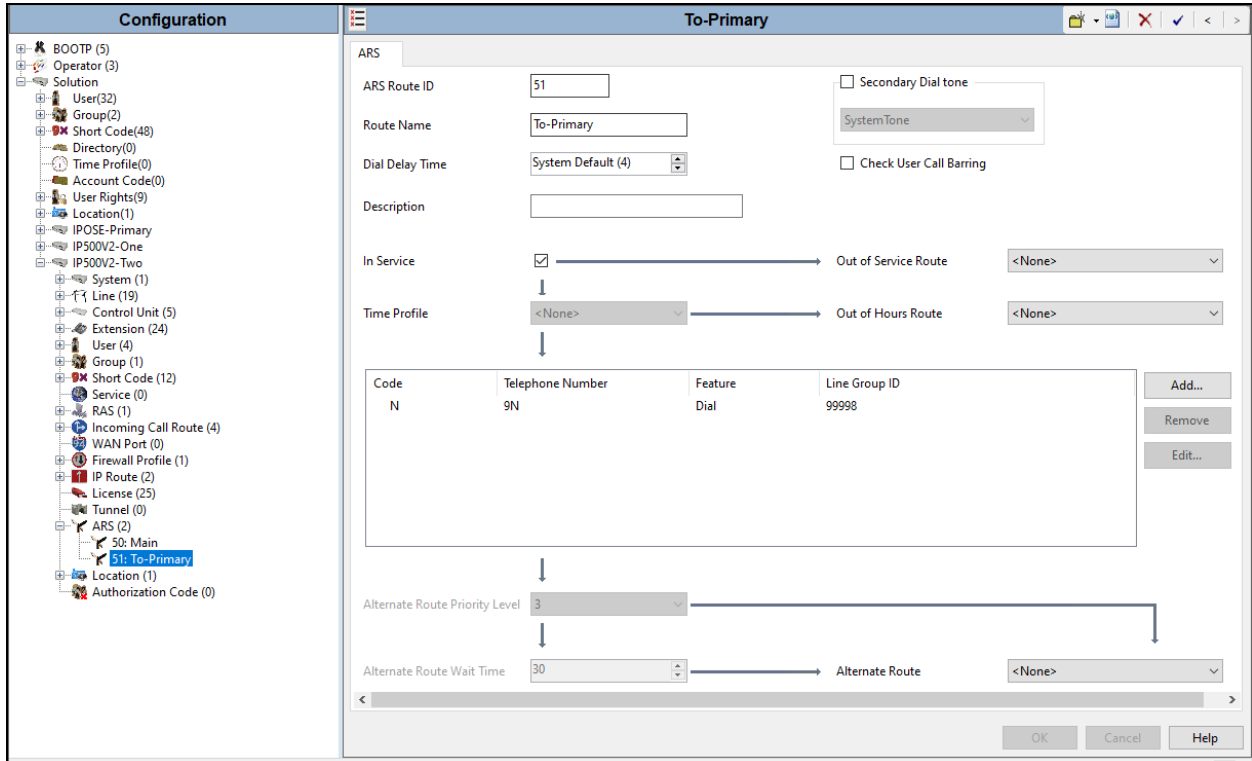 Configuration
BOOTP (5)
Operator (3)
Solution
User(32)
Group(2)
Short Code(48)
Directory(0)
Time Profile(0)
Account Code(0)
User Rights(9)
Location(1)
IPOSE-Primary
IP500V2-One
IP500V2-Two
System (1)
Line (19)
Control Unit (5)
Extension (24)
User (4)
Group (1)
Short Code (12)
Service (0)
RAS (1)
Incoming Call Route (4)
WAN Port (0)
Firewall Profile (1)
IP Route (2)
License (25)
Tunnel (0)
ARS (2)
50: Main
51: To-Primary
Location (1)
Authorization Code (0)
To-Primary
ARS
ARS Route ID 51 Secondary Dial tone
SystemTone
Route Name To-Primary
Dial Delay Time System Default (4) Check User Call Barring
Description
In Service Out of Service Route <None>
Time Profile <None> Out of Hours Route <None>
Code Telephone Number Feature Line Group ID Add...
N 9N Dial 99998
Remove
Edit...
Alternate Route Priority Level 3
Alternate Route Wait Time 30 Alternate Route <None>
OK Cancel Help